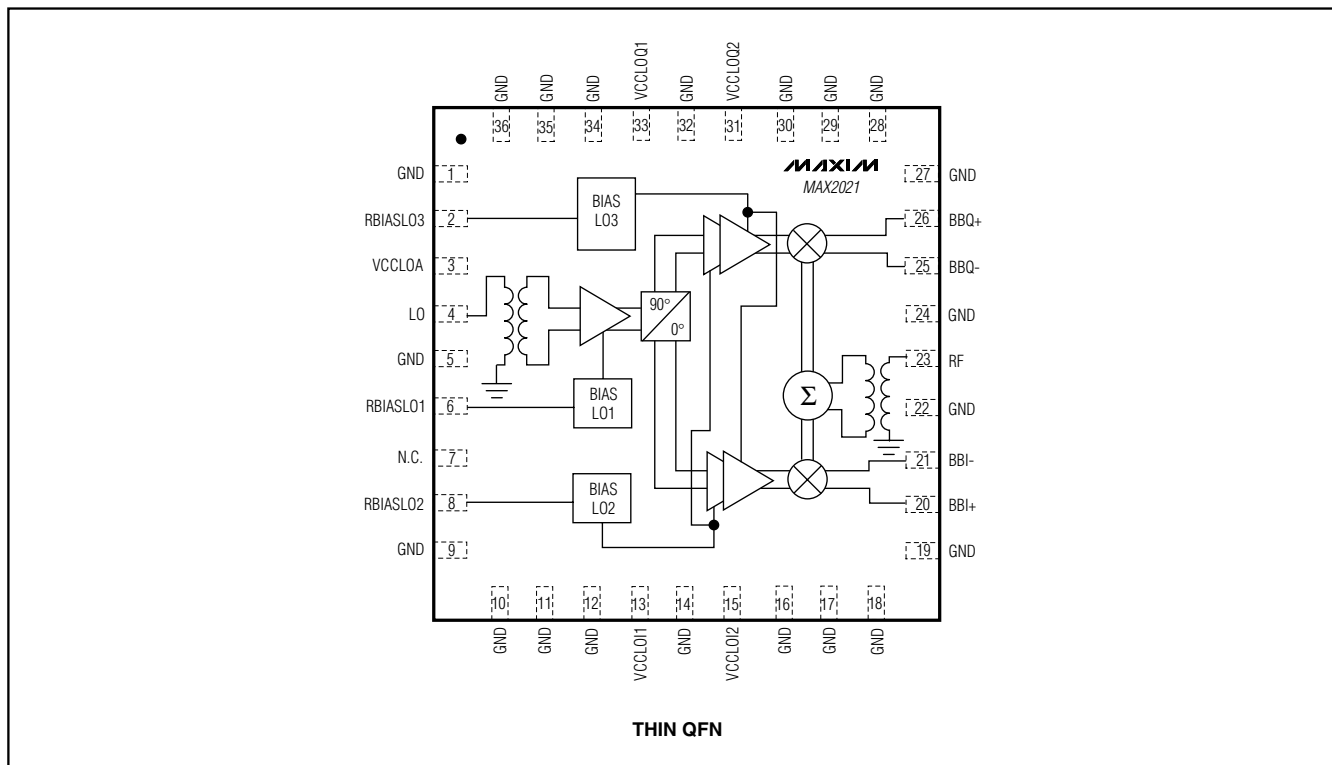 GND
GND
GND
VCCLOQ1
GND
VCCLOQ2
GND
GND
GND
36
35
34
33
32
31
30
29
28
MAXIM
MAX2021
GND
1
RBIASLO3
2
VCCLOA
3
LO
4
GND
5
RBIASLO1
6
N.C.
7
RBIASLO2
8
GND
9
BIAS
LO3
90°
0°
BIAS
LO1
Σ
BIAS
LO2
27
GND
26
BBQ+
25
BBQ-
24
GND
23
RF
22
GND
21
BBI-
20
BBI+
19
GND
10
11
12
13
14
15
16
17
18
GND
GND
GND
VCCLOI1
GND
VCCLOI2
GND
GND
GND
THIN QFN